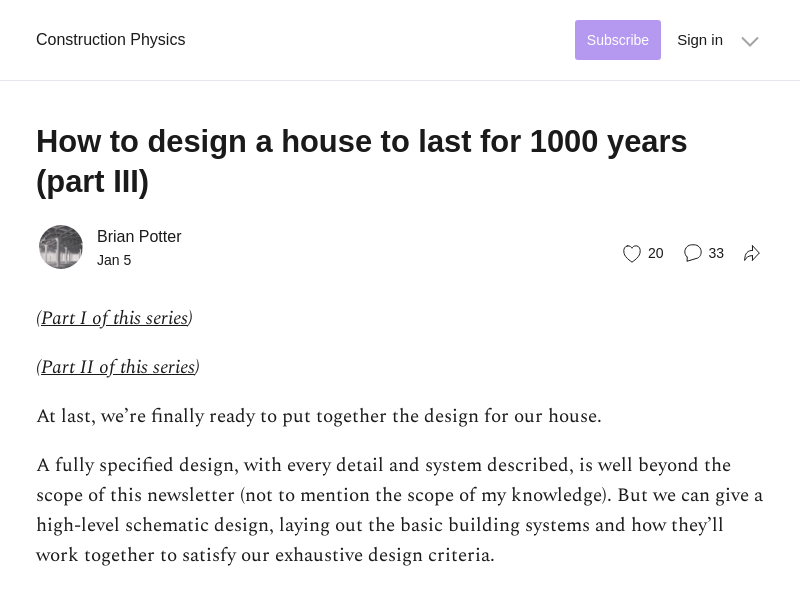 Construction Physics
Subscribe
Sign in
How to design a house to last for 1000 years
(part III)
Brian Potter
Jan 5
20
33
(Part I of this series)
(Part II of this series)
At last, we’re finally ready to put together the design for our house.
A fully specified design, with every detail and system described, is well beyond the
scope of this newsletter (not to mention the scope of my knowledge). But we can give a
high-level schematic design, laying out the basic building systems and how they’ll
work together to satisfy our exhaustive design criteria.